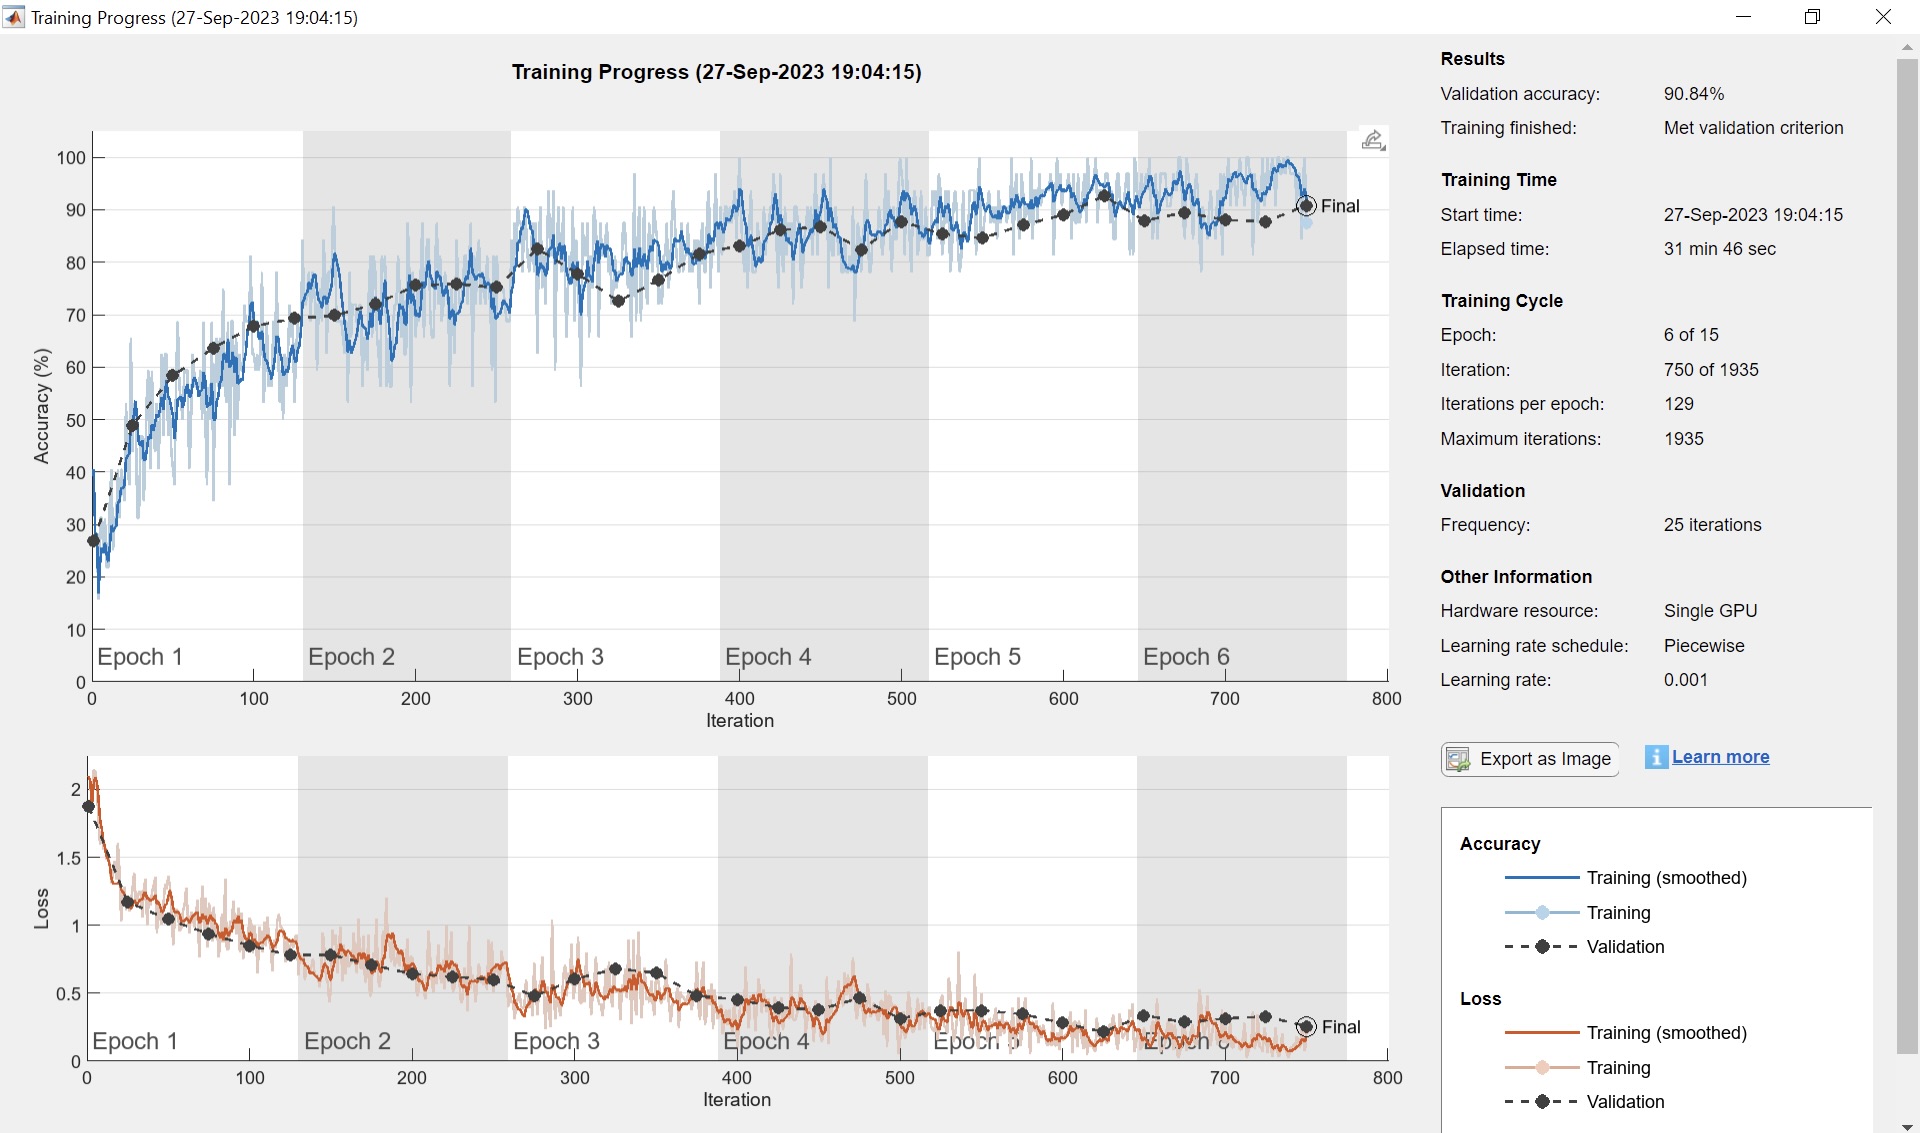 Training Progress (27-Sep-2023 19:04:15)
Training Progress (27-Sep-2023 19:04:15)
Accuracy (%)
100
90
80
70
60
50
40
30
20
10
0
Final
Epoch 1 Epoch 2 Epoch 3 Epoch 4 Epoch 5 Epoch 6
0 100 200 300 400 500 600 700 800
Iteration
Loss
2
1.5
1
0.5
0
Final
Epoch 1 Epoch 2 Epoch 3 Epoch 4 Epoch 5 Epoch 6
0 100 200 300 400 500 600 700 800
Iteration
Results
Validation accuracy: 90.84%
Training finished: Met validation criterion
Training Time
Start time: 27-Sep-2023 19:04:15
Elapsed time: 31 min 46 sec
Training Cycle
Epoch: 6 of 15
Iteration: 750 of 1935
Iterations per epoch: 129
Maximum iterations: 1935
Validation
Frequency: 25 iterations
Other Information
Hardware resource: Single GPU
Learning rate schedule: Piecewise
Learning rate: 0.001
Export as Image
i Learn more
Accuracy
Training (smoothed)
Training
Validation
Loss
Training (smoothed)
Training
Validation